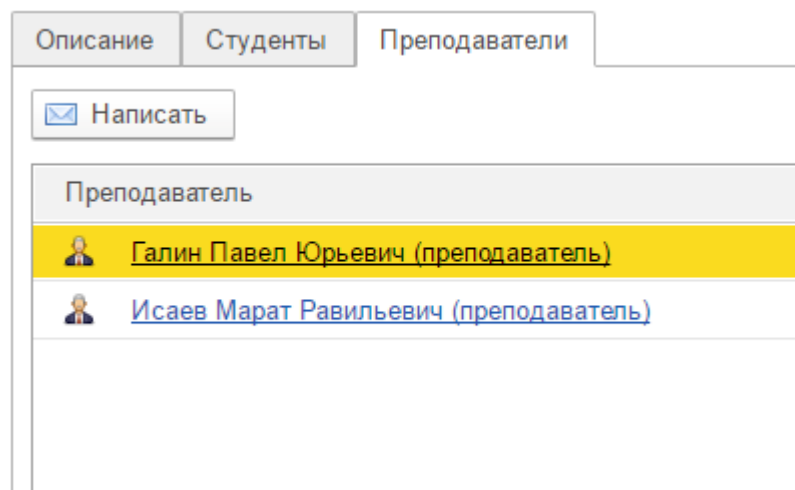 Описание Студенты Преподаватели
Написать
Преподаватель
Галин Павел Юрьевич (преподаватель)
Исаев Марат Равильевич (преподаватель)